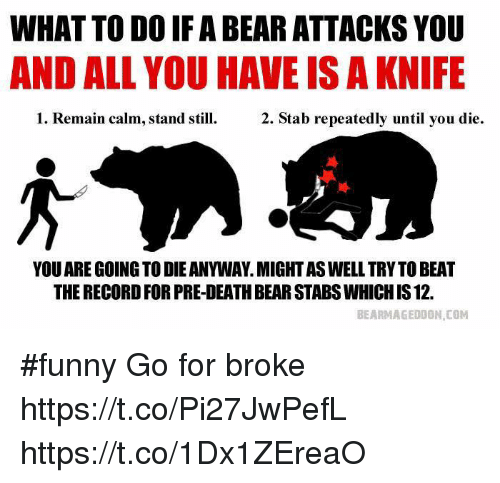 WHAT TO DO IF A BEAR ATTACKS YOU
AND ALL YOU HAVE IS A KNIFE
1. Remain calm, stand still. 2. Stab repeatedly until you die.
YOU ARE GOING TO DIE ANYWAY. MIGHT AS WELL TRY TO BEAT
THE RECORD FOR PRE-DEATH BEAR STABS WHICH IS 12.
BEARMAGEDDON.COM
#funny Go for broke
https://t.co/Pi27JwPefL
https://t.co/1Dx1ZEreaO